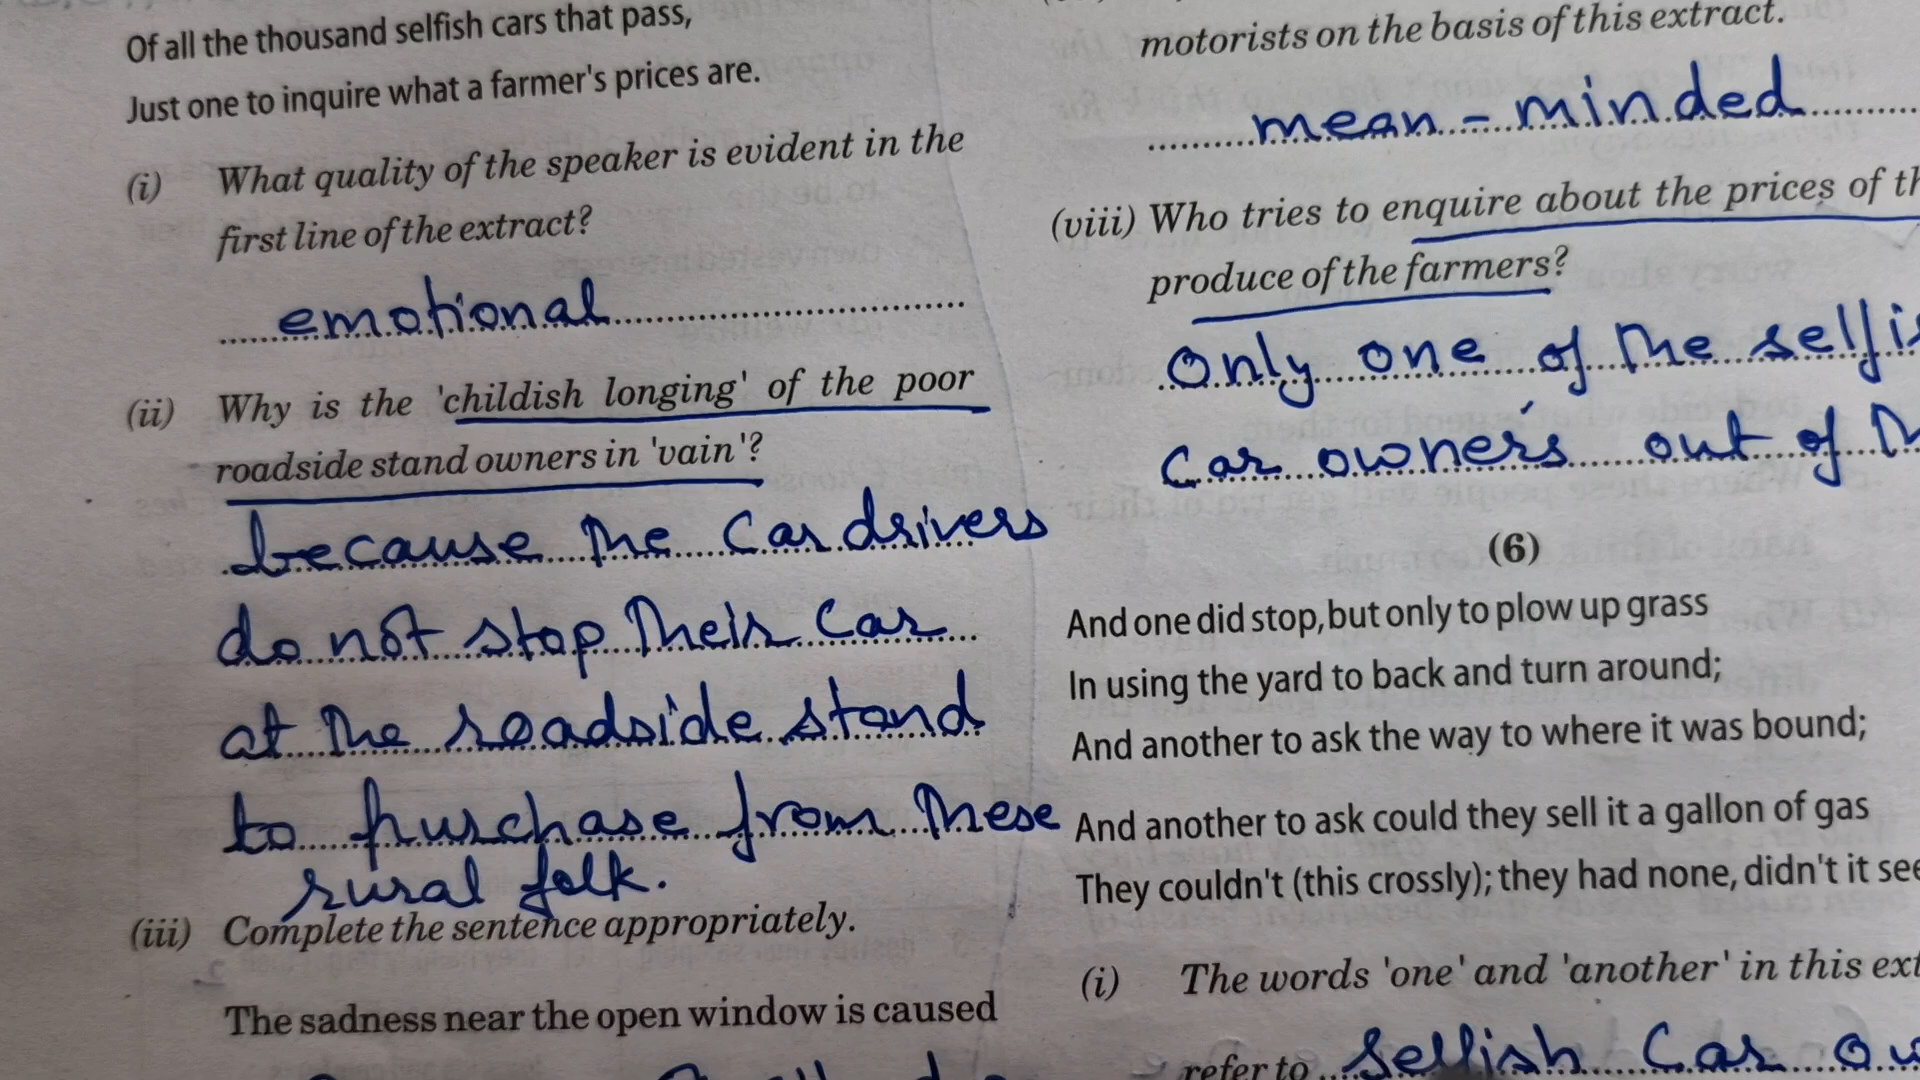 Of all the thousand selfish cars that pass,
Just one to inquire what a farmer's prices are.
(i) What quality of the speaker is evident in the
first line of the extract?
emotional
(ii) Why is the 'childish longing' of the poor
roadside stand owners in 'vain'?
because the car drivers
do not stop their car
at the roadside stand
to purchase from these
rural folk.
(iii) Complete the sentence appropriately.
The sadness near the open window is caused
motorists on the basis of this extract.
mean-minded
(viii) Who tries to enquire about the prices of
produce of the farmers?
Only one of the
car owner's out of
(6)
And one did stop, but only to plow up grass
In using the yard to back and turn around;
And another to ask the way to where it was bound;
And another to ask could they sell it a gallon of gas
They couldn't (this crossly); they had none, didn't it
(i) The words 'one' and 'another' in this
refer to selfish car